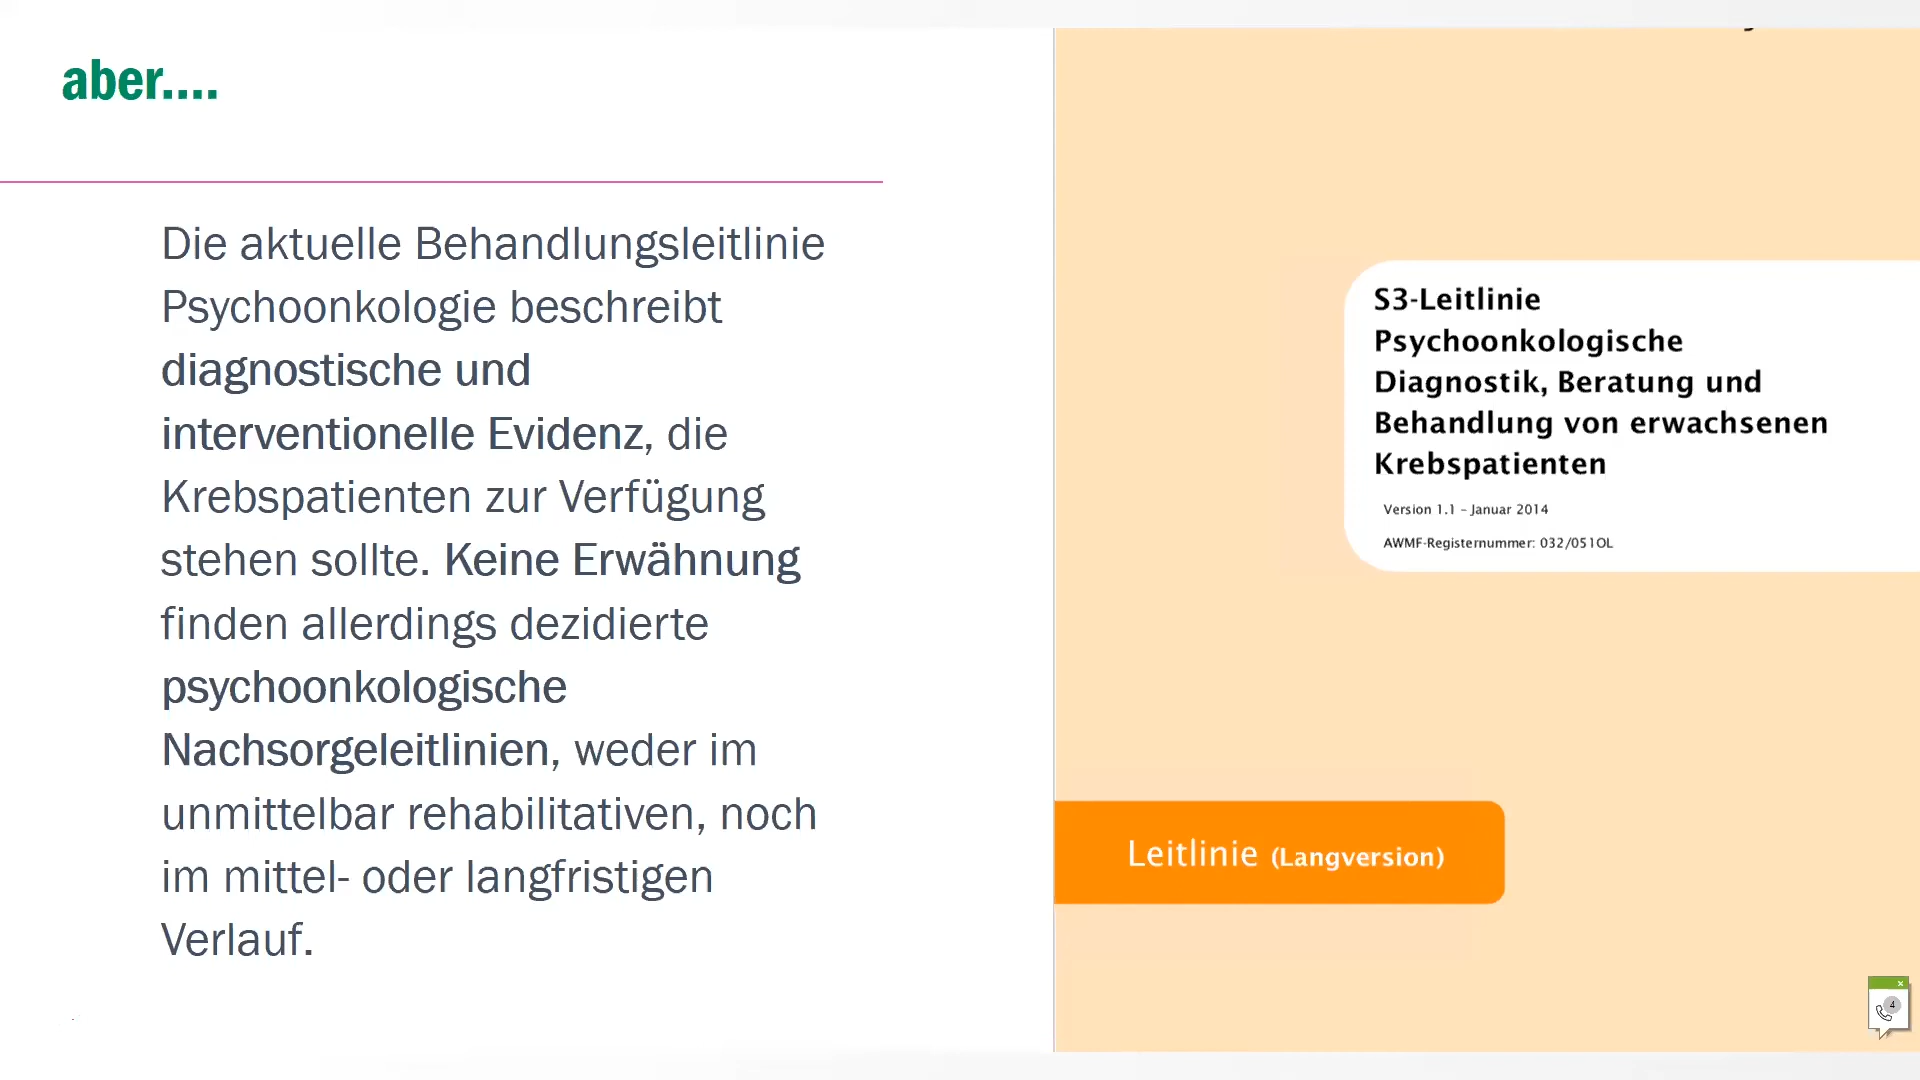 aber....
Die aktuelle Behandlungsleitlinie
Psychoonkologie beschreibt
diagnostische und
interventionelle Evidenz, die
Krebspatienten zur Verfügung
stehen sollte. Keine Erwähnung
finden allerdings dezidierte
psychoonkologische
Nachsorgeleitlinien, weder im
unmittelbar rehabilitativen, noch
im mittel- oder langfristigen
Verlauf.
S3-Leitlinie
Psychoonkologische
Diagnostik, Beratung und
Behandlung von erwachsenen
Krebspatienten
Version 1.1 – Januar 2014
AWMF-Registernummer: 032/051OL
Leitlinie (Langversion)
4